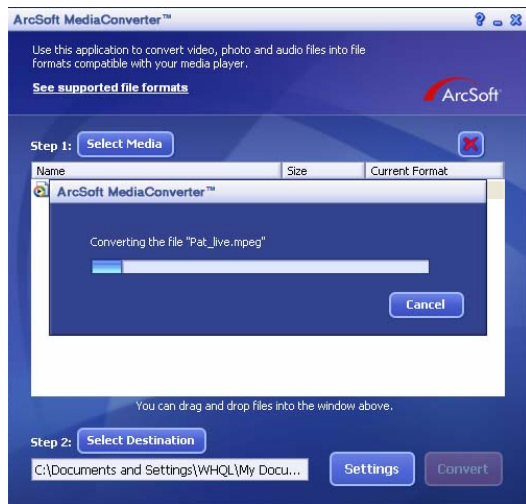 ArcSoft MediaConverter™
Use this application to convert video, photo and audio files into file
formats compatible with your media player.
See supported file formats
ArcSoft
Step 1: Select Media
Name Size Current Format
ArcSoft MediaConverter™
Converting the file "Pat_live.mpeg"
Cancel
You can drag and drop files into the window above.
Step 2: Select Destination
C:\Documents and Settings\WHQL\My Docu... Settings Convert